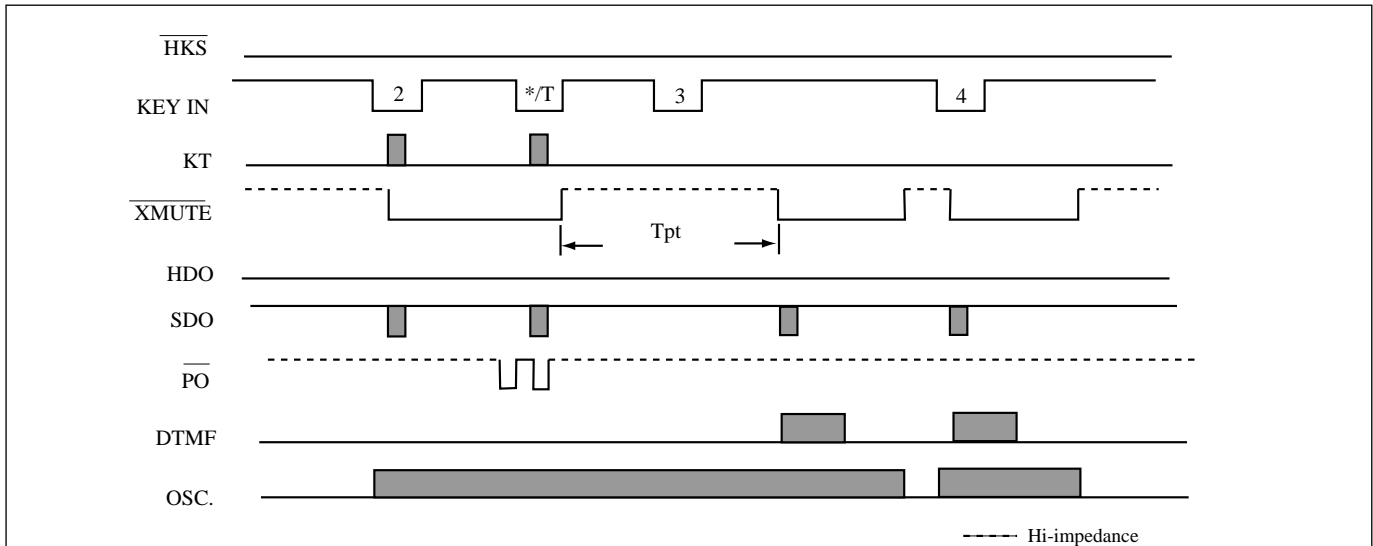 HKS
KEY IN
2
*/T
3
4
KT
XMUTE
Tpt
HDO
SDO
PO
DTMF
OSC.
Hi-impedance